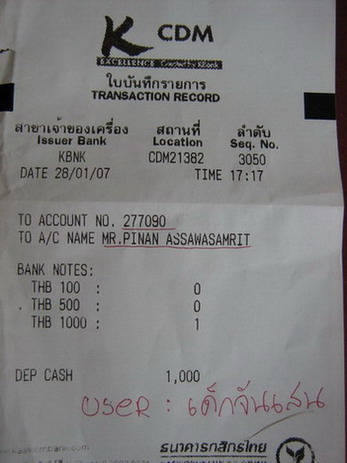 K CDM
EXCELLENCE Created by KBank
ใบบันทึกรายการ
TRANSACTION RECORD
สาขาเจ้าของเครื่อง สถานที่ ลำดับ
Issuer Bank Location Seq. No.
KBNK CDM21382 3050
DATE 28/01/07 TIME 17:17
TO ACCOUNT NO. 277090
TO A/C NAME MR.PINAN ASSAWASAMRIT
BANK NOTES:
THB 100 : 0
. THB 500 : 0
THB 1000 : 1
DEP CASH 1,000
USER : เด็กจันเสน
ธนาคารกสิกรไทย